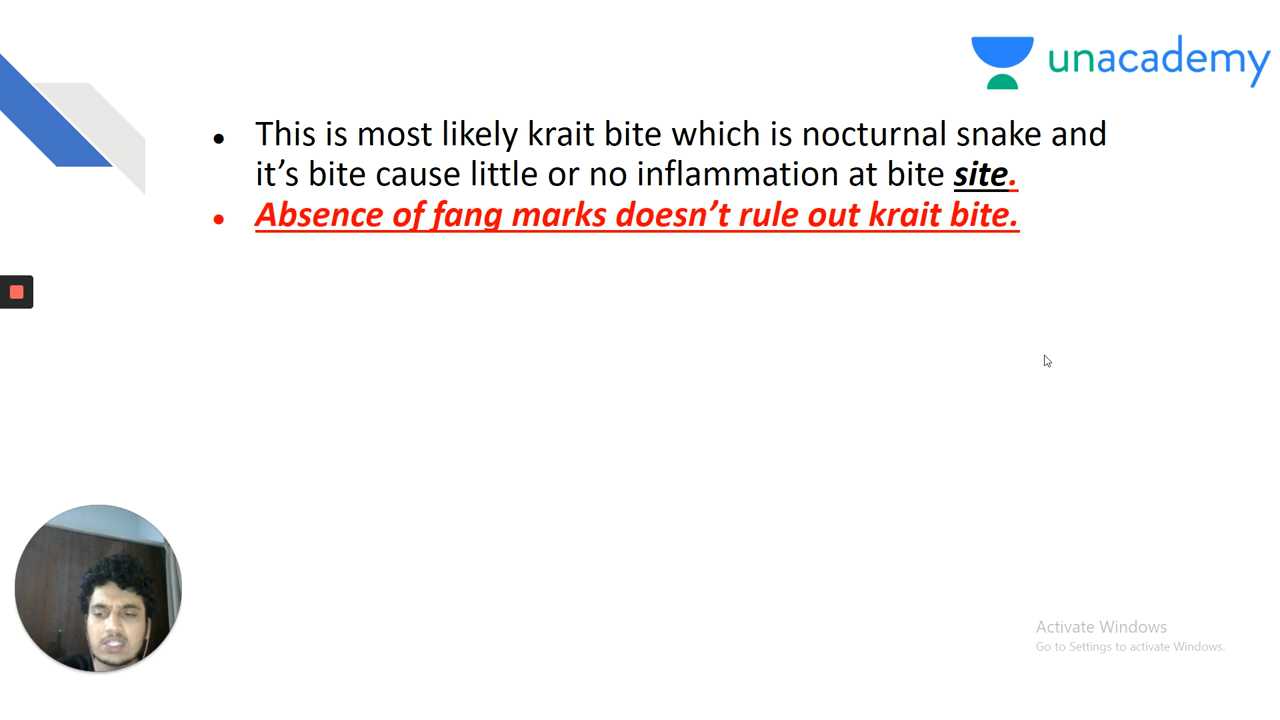 unacademy
• This is most likely krait bite which is nocturnal snake and
it’s bite cause little or no inflammation at bite site.
• Absence of fang marks doesn’t rule out krait bite.
Activate Windows
Go to Settings to activate Windows.